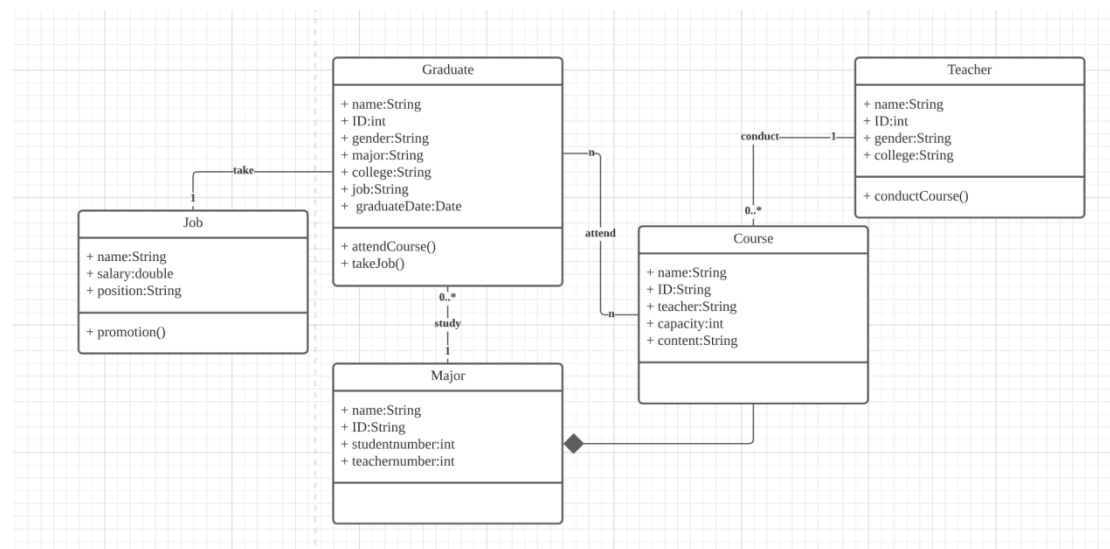 Graduate
+ name:String
+ ID:int
+ gender:String
+ major:String
+ college:String
+ job:String
+ graduateDate:Date
+ attendCourse()
+ takeJob()
Teacher
+ name:String
+ ID:int
+ gender:String
+ college:String
+ conductCourse()
conduct
1
0..*
take
1
Job
+ name:String
+ salary:double
+ position:String
+ promotion()
n
attend
n
Course
+ name:String
+ ID:String
+ teacher:String
+ capacity:int
+ content:String
0..*
study
1
Major
+ name:String
+ ID:String
+ studentnumber:int
+ teachernumber:int